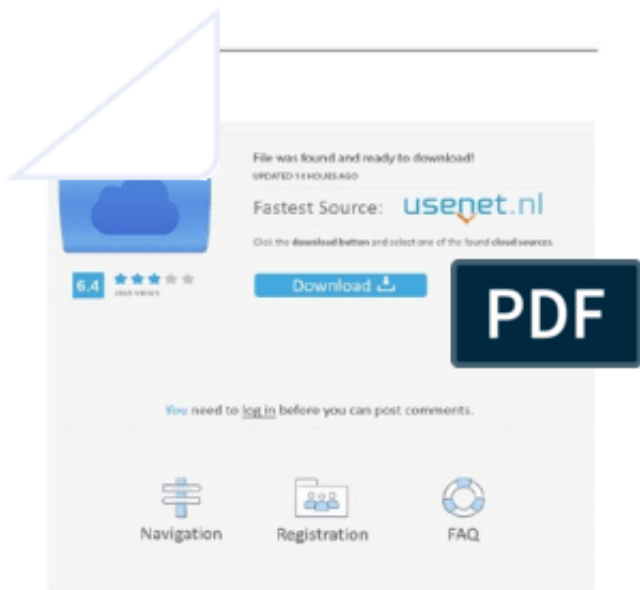 File was found and ready to download!
UPDATED 14 HOURS AGO
Fastest Source: usenet.nl
Click the download button and select one of the found cloud sources.
6.4
VIEWS
Download
PDF
You need to log in before you can post comments.
Navigation
Registration
FAQ